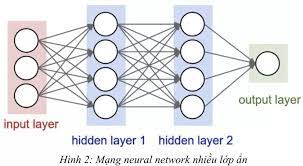 input layer
hidden layer 1
hidden layer 2
output layer
Hình 2: Mạng neural network nhiều lớp ẩn